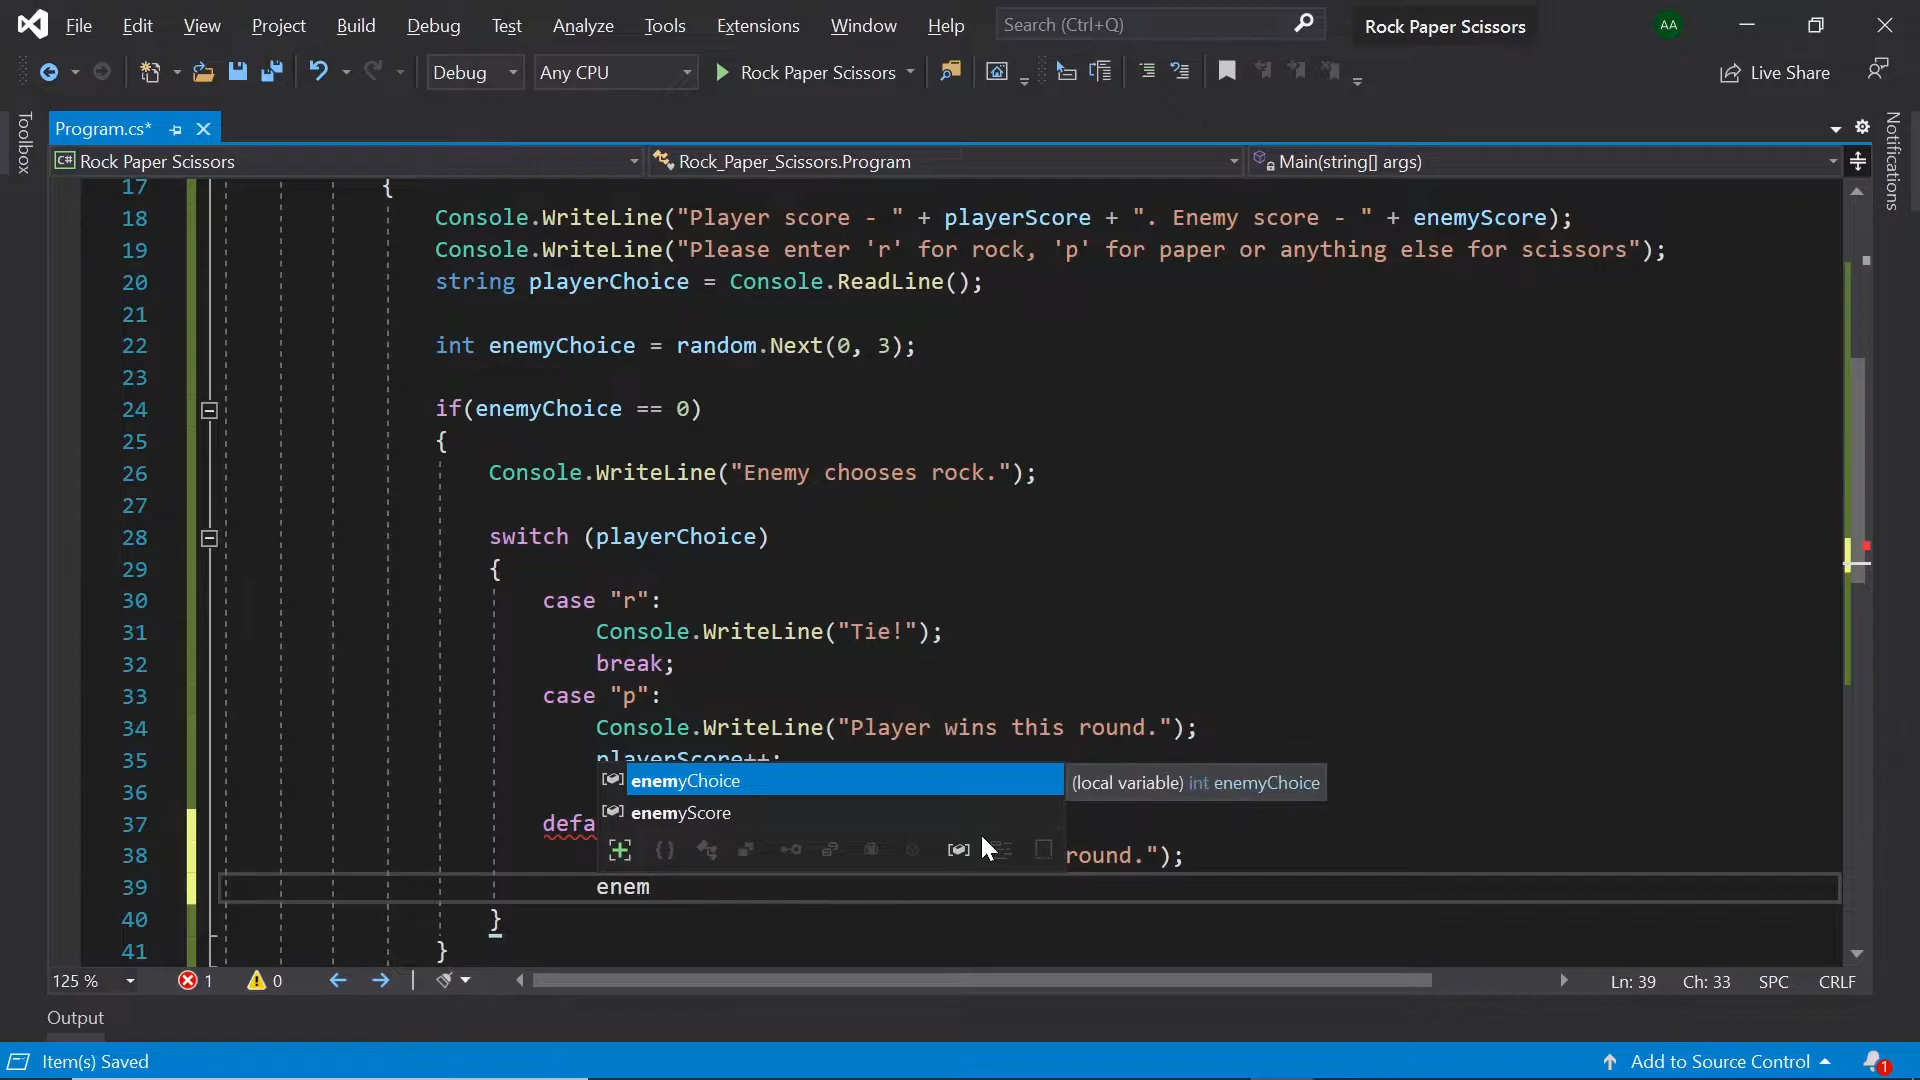 File Edit View Project Build Debug Test Analyze Tools Extensions Window Help Search (Ctrl+Q) Rock Paper Scissors AA
Debug Any CPU Rock Paper Scissors Live Share
Toolbox
Program.cs*
Notifications
C# Rock Paper Scissors Rock_Paper_Scissors.Program Main(string[] args)
17 {
18 Console.WriteLine("Player score - " + playerScore + ". Enemy score - " + enemyScore);
19 Console.WriteLine("Please enter 'r' for rock, 'p' for paper or anything else for scissors");
20 string playerChoice = Console.ReadLine();
21
22 int enemyChoice = random.Next(0, 3);
23
24 if(enemyChoice == 0)
25 {
26 Console.WriteLine("Enemy chooses rock.");
27
28 switch (playerChoice)
29 {
30 case "r":
31 Console.WriteLine("Tie!");
32 break;
33 case "p":
34 Console.WriteLine("Player wins this round.");
35 playerScore++;
36 enemyChoice (local variable) int enemyChoice
enemyScore
37 defa
38 round.");
39 enem
40 }
41 }
125 % 1 0 Ln: 39 Ch: 33 SPC CRLF
Output
Item(s) Saved Add to Source Control 1